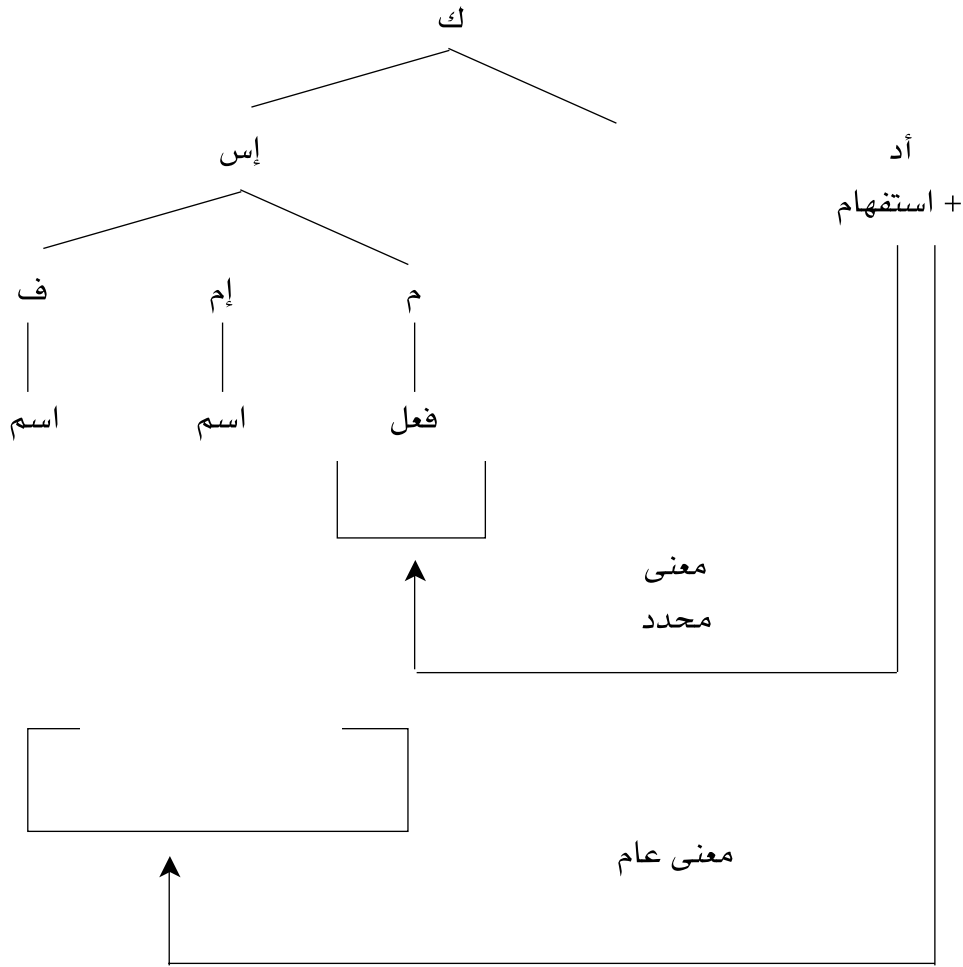 ك
أد
+ استفهام
إس
م
إم
ف
فعل
اسم
اسم
معنى
محدد
معنى عام